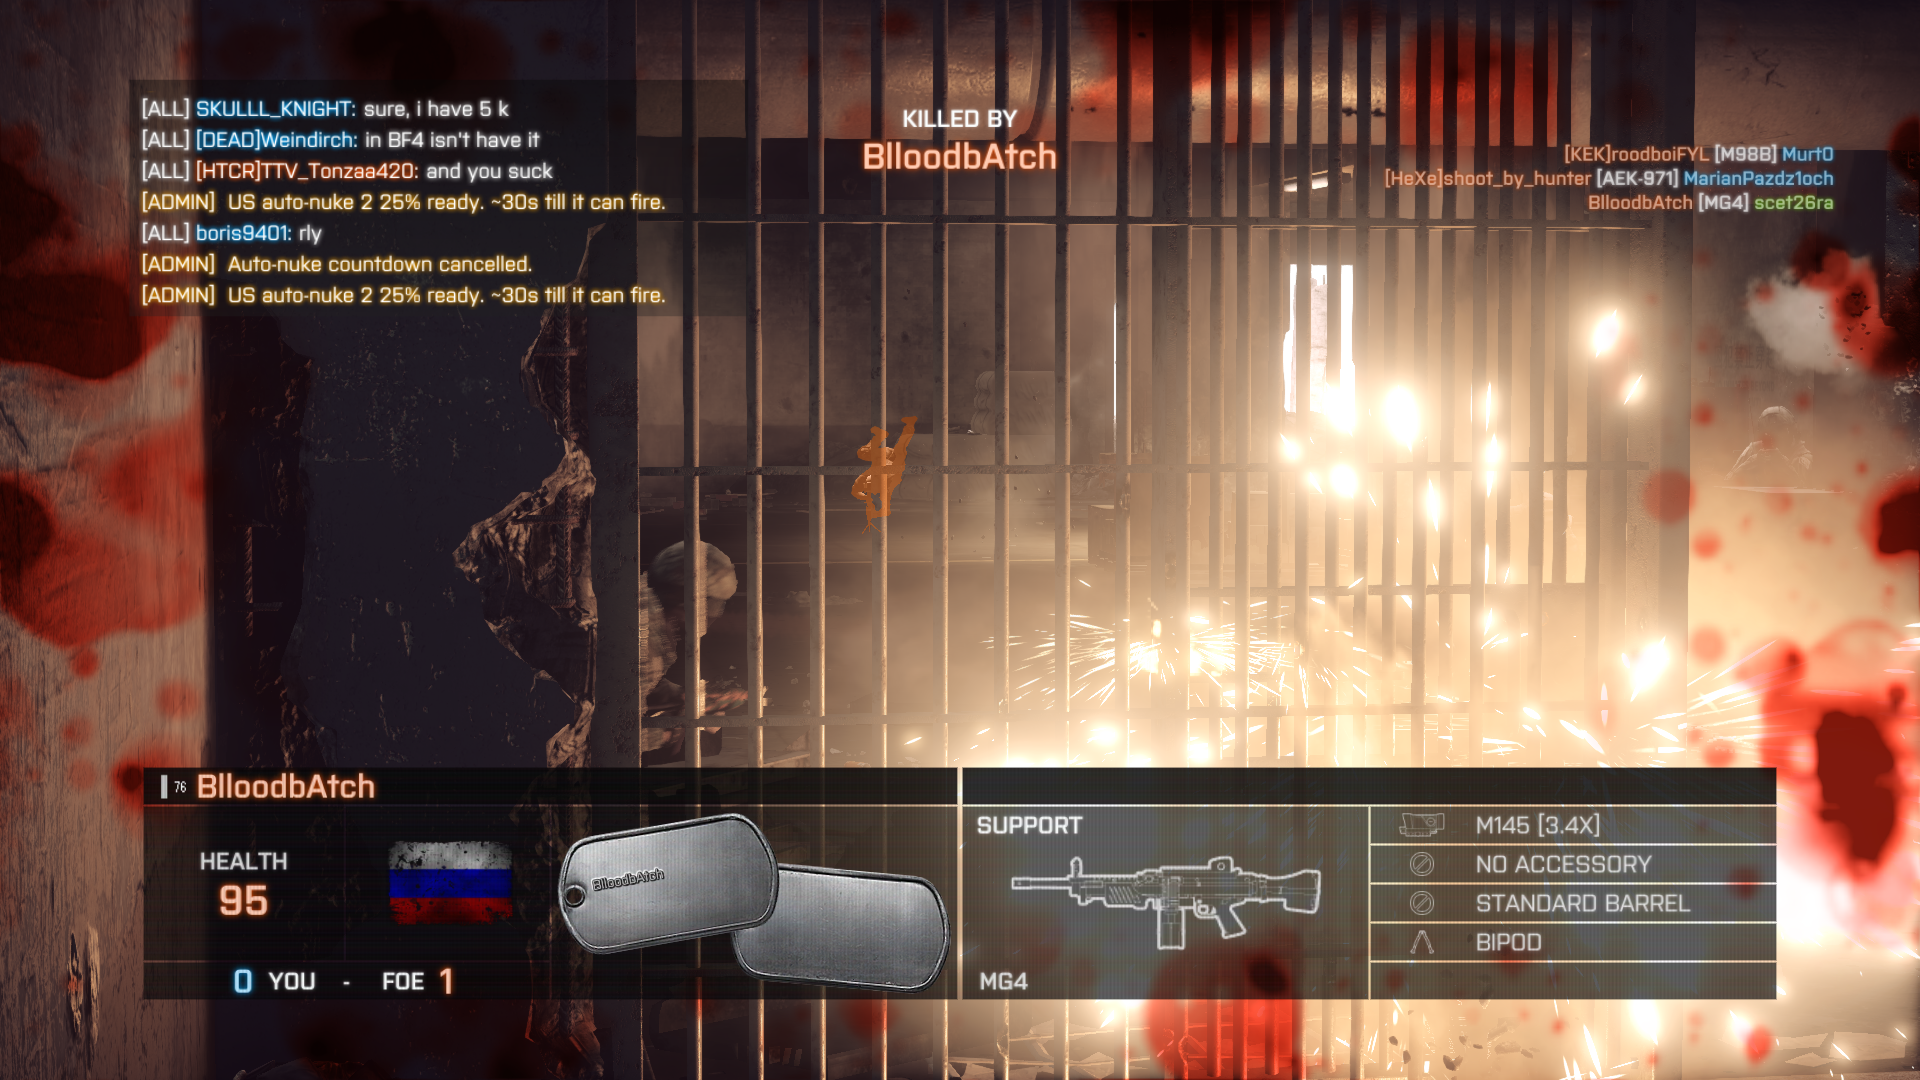 [ALL] SKULLL_KNIGHT: sure, i have 5 k
[ALL] [DEAD]Weindirch: in BF4 isn't have it
[ALL] [HTCR]TTV_Tonzaa420: and you suck
[ADMIN] US auto-nuke 2 25% ready. ~30s till it can fire.
[ALL] boris9401: rly
[ADMIN] Auto-nuke countdown cancelled.
[ADMIN] US auto-nuke 2 25% ready. ~30s till it can fire.
KILLED BY
BlloodbAtch
[KEK]roodboiFYL [M98B] Murt0
[HeXe]shoot_by_hunter [AEK-971] MarianPazdz1och
BlloodbAtch [MG4] scet26ra
76 BlloodbAtch
HEALTH
95
BlloodbAtch
0 YOU - FOE 1
SUPPORT
MG4
M145 [3.4X]
NO ACCESSORY
STANDARD BARREL
BIPOD